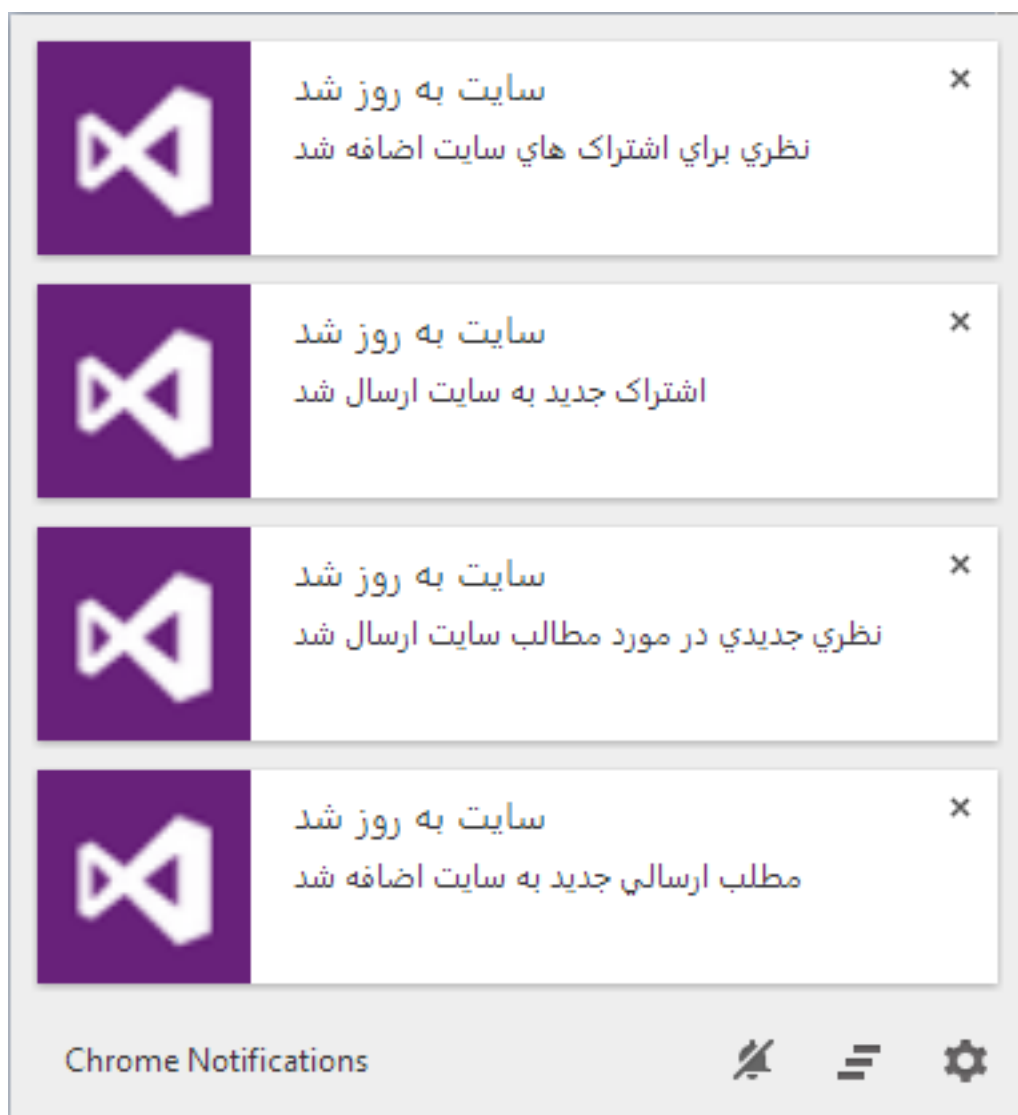 سايت به روز شد
نظري براي اشتراک هاي سايت اضافه شد
سايت به روز شد
اشتراک جديد به سايت ارسال شد
سايت به روز شد
نظري جديدي در مورد مطالب سايت ارسال شد
سايت به روز شد
مطلب ارسالي جديد به سايت اضافه شد
Chrome Notifications